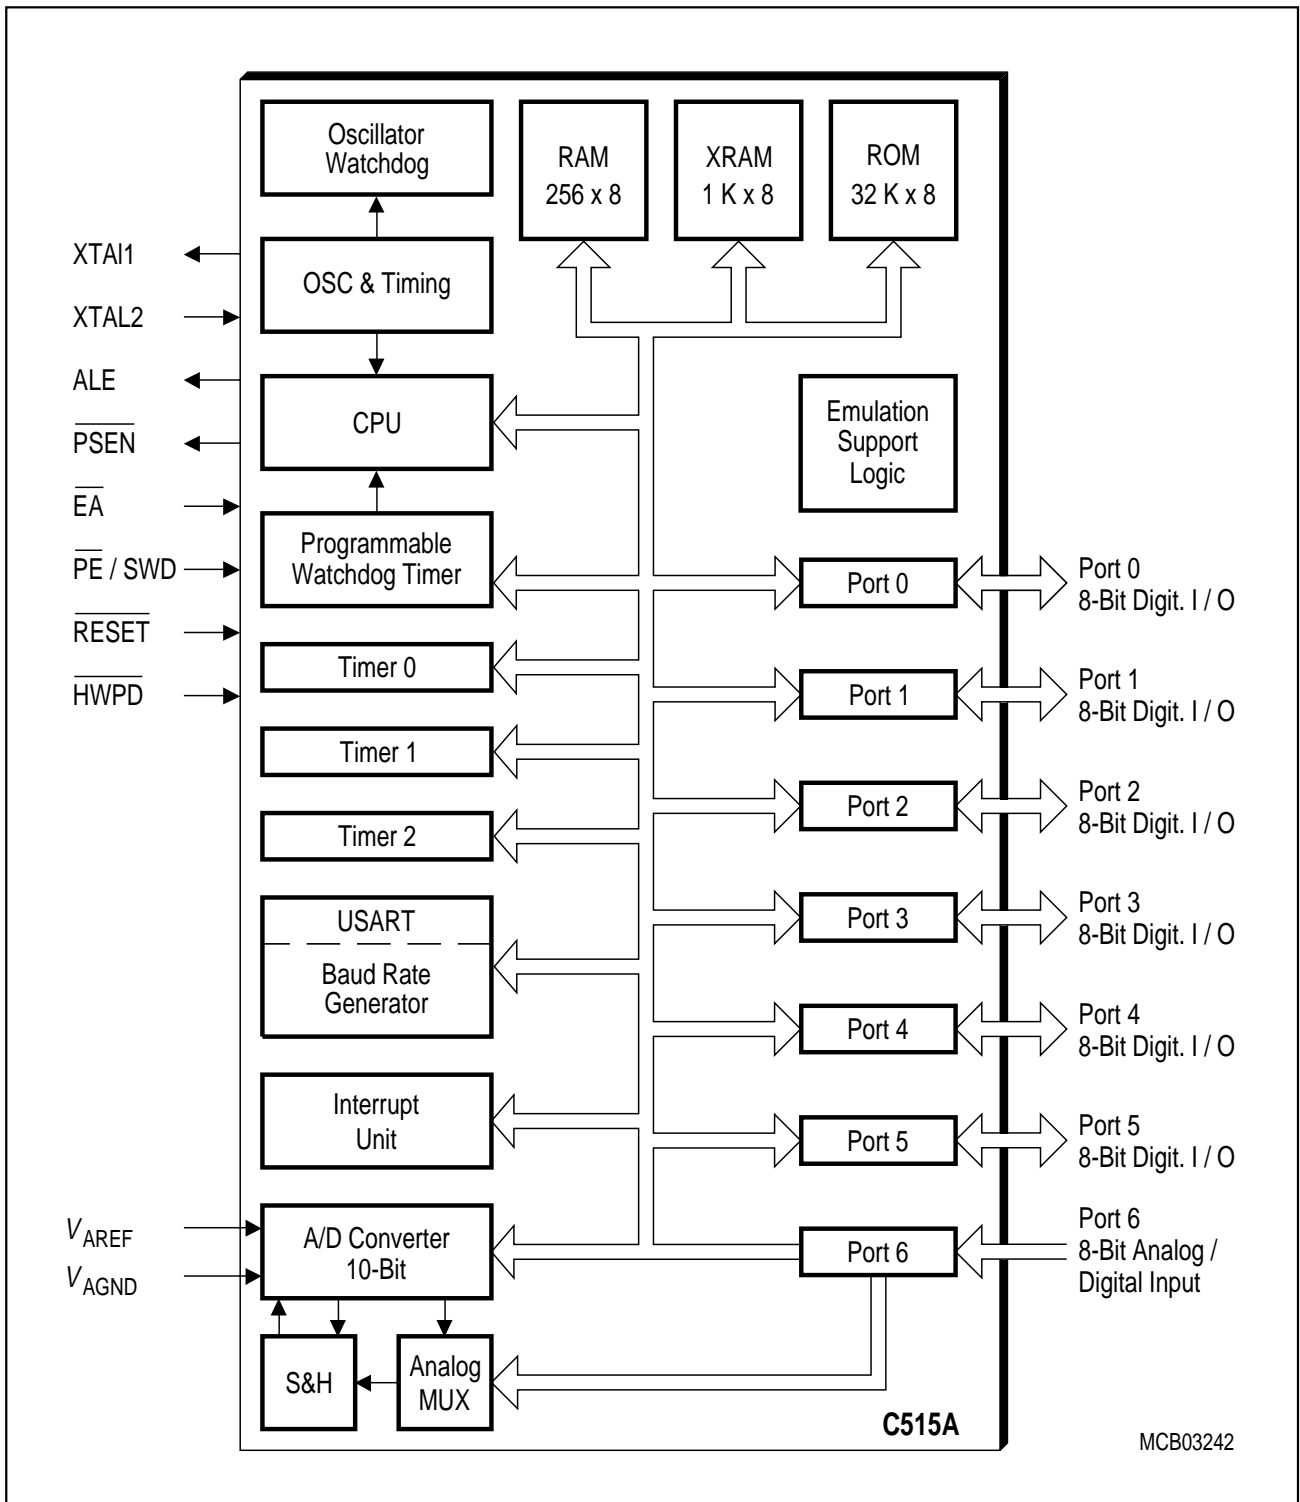 Oscillator
Watchdog
RAM
256 x 8
XRAM
1 K x 8
ROM
32 K x 8
XTAI1
XTAL2
ALE
PSEN
EA
PE / SWD
RESET
HWPD
OSC & Timing
CPU
Emulation
Support
Logic
Programmable
Watchdog Timer
Timer 0
Timer 1
Timer 2
USART
Baud Rate
Generator
Interrupt
Unit
VAREF
VAGND
A/D Converter
10-Bit
S&H
Analog
MUX
Port 0
Port 0
8-Bit Digit. I / O
Port 1
Port 1
8-Bit Digit. I / O
Port 2
Port 2
8-Bit Digit. I / O
Port 3
Port 3
8-Bit Digit. I / O
Port 4
Port 4
8-Bit Digit. I / O
Port 5
Port 5
8-Bit Digit. I / O
Port 6
Port 6
8-Bit Analog /
Digital Input
C515A
MCB03242